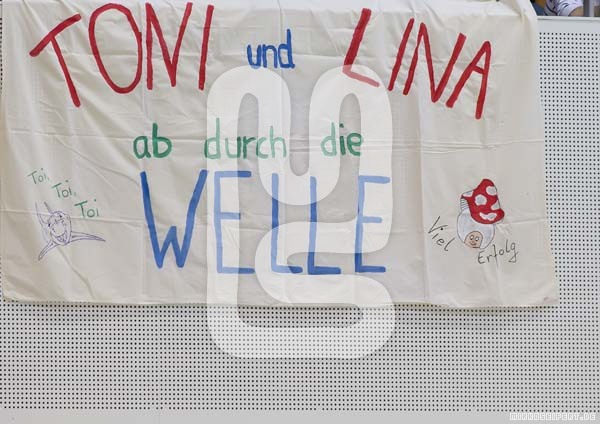 TONI und LINA
ab durch die
WELLE
Toi,
Toi,
Toi
Viel
Erfolg